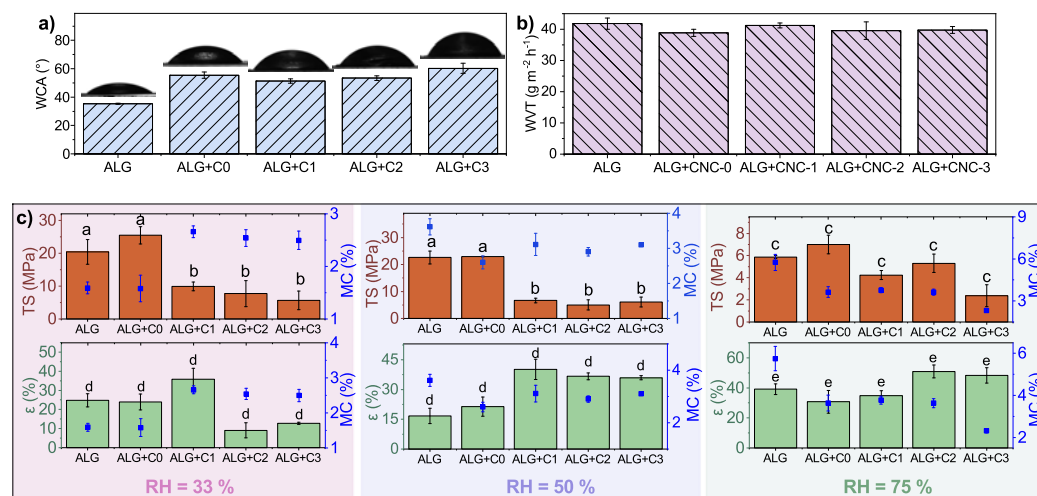 a)
WCA (°)
80
60
40
20
0
ALG
ALG+C0
ALG+C1
ALG+C2
ALG+C3
b)
WVT (g m⁻² h⁻¹)
40
20
0
ALG
ALG+CNC-0
ALG+CNC-1
ALG+CNC-2
ALG+CNC-3
c)
TS (MPa)
30
20
10
0
a
a
b
b
b
3
2
1
MC (%)
ALG
ALG+C0
ALG+C1
ALG+C2
ALG+C3
TS (MPa)
30
20
10
0
a
a
b
b
b
4
3
2
1
MC (%)
ALG
ALG+C0
ALG+C1
ALG+C2
ALG+C3
TS (MPa)
8
6
4
2
0
c
c
c
c
c
9
6
3
MC (%)
ALG
ALG+C0
ALG+C1
ALG+C2
ALG+C3
ε (%)
50
40
30
20
10
0
d
d
d
d
d
4
3
2
1
MC (%)
ALG
ALG+C0
ALG+C1
ALG+C2
ALG+C3
ε (%)
45
30
15
0
d
d
d
d
d
4
2
MC (%)
ALG
ALG+C0
ALG+C1
ALG+C2
ALG+C3
ε (%)
60
40
20
0
e
e
e
e
e
6
4
2
MC (%)
ALG
ALG+C0
ALG+C1
ALG+C2
ALG+C3
RH = 33 %
RH = 50 %
RH = 75 %